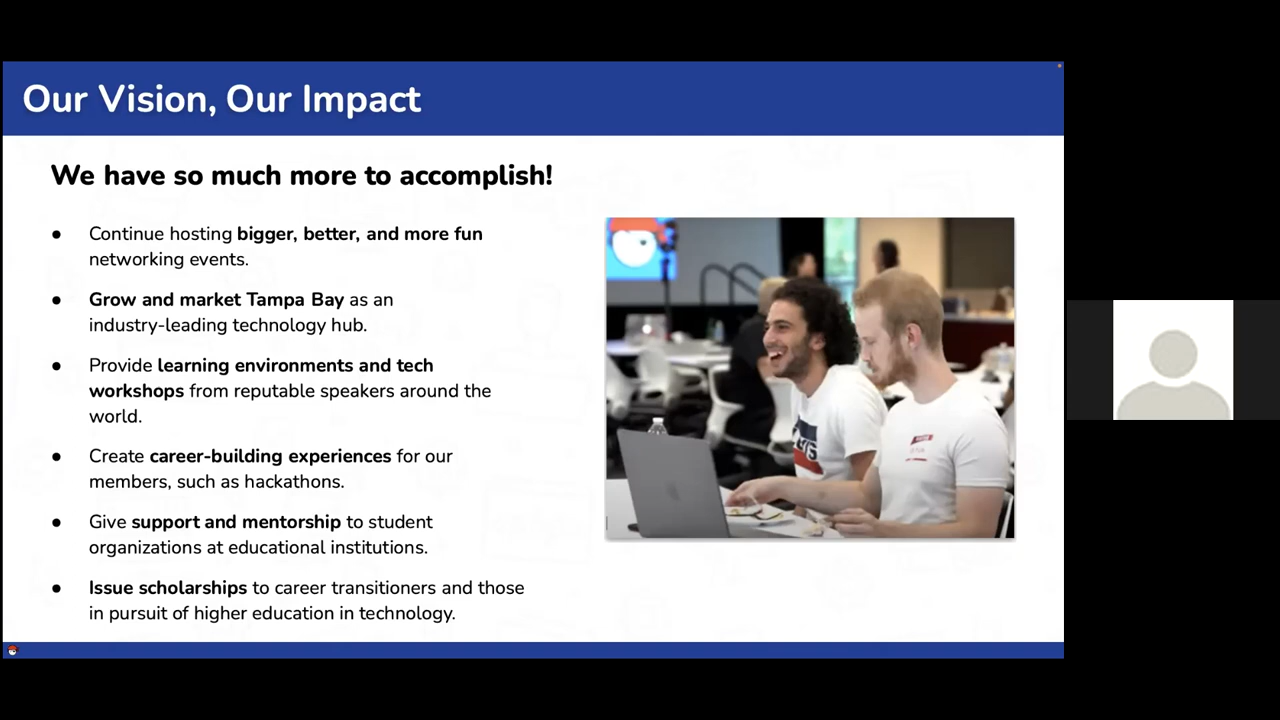 Our Vision, Our Impact
We have so much more to accomplish!
● Continue hosting bigger, better, and more fun
networking events.
● Grow and market Tampa Bay as an
industry-leading technology hub.
● Provide learning environments and tech
workshops from reputable speakers around the
world.
● Create career-building experiences for our
members, such as hackathons.
● Give support and mentorship to student
organizations at educational institutions.
● Issue scholarships to career transitioners and those
in pursuit of higher education in technology.